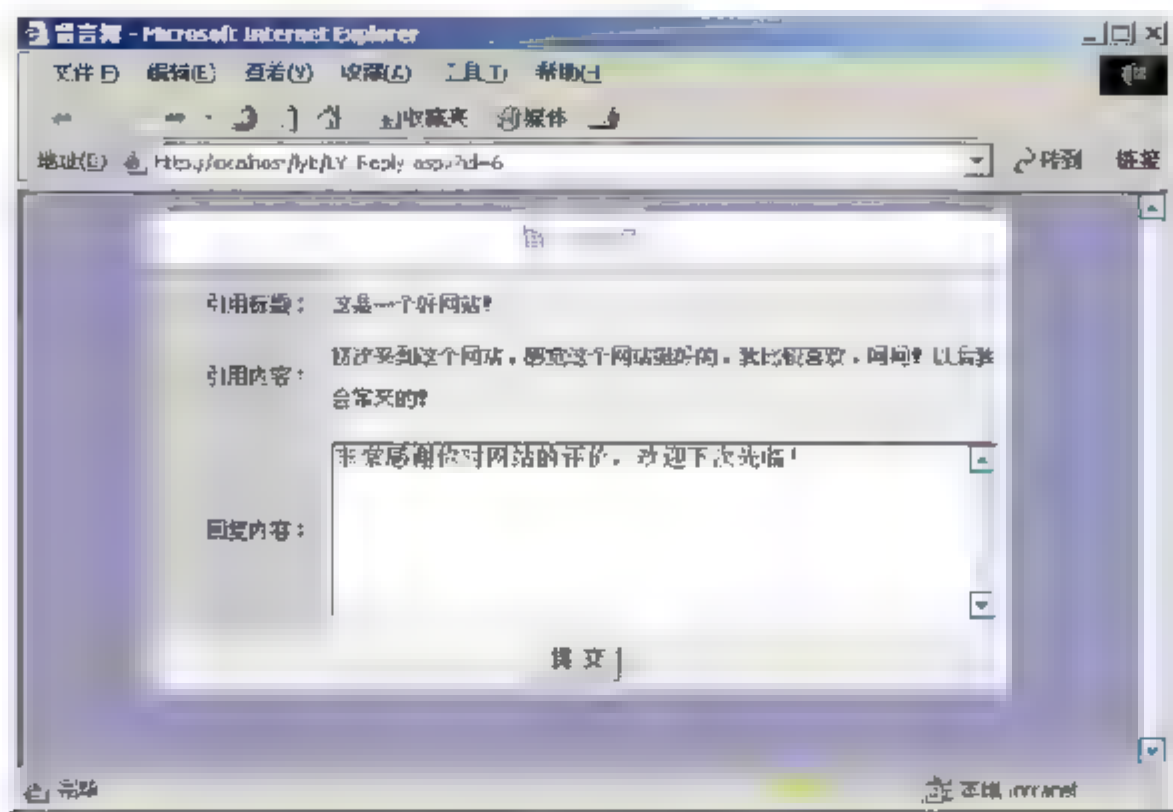 留言簿 - Microsoft Internet Explorer
文件(F) 编辑(E) 查看(V) 收藏(A) 工具(T) 帮助(H)
收藏夹 媒体
地址(D) http://localhost/lyb/LY_Reply.asp?id=6 转到 链接
引用标题： 这是一个好网站！
引用内容： 初次来到这个网站，感觉这个网站挺好的，我比较喜欢，呵呵！以后我
会常来的！
非常感谢你对网站的评价，欢迎下次光临！
回复内容：
提 交
完毕 本地 Intranet